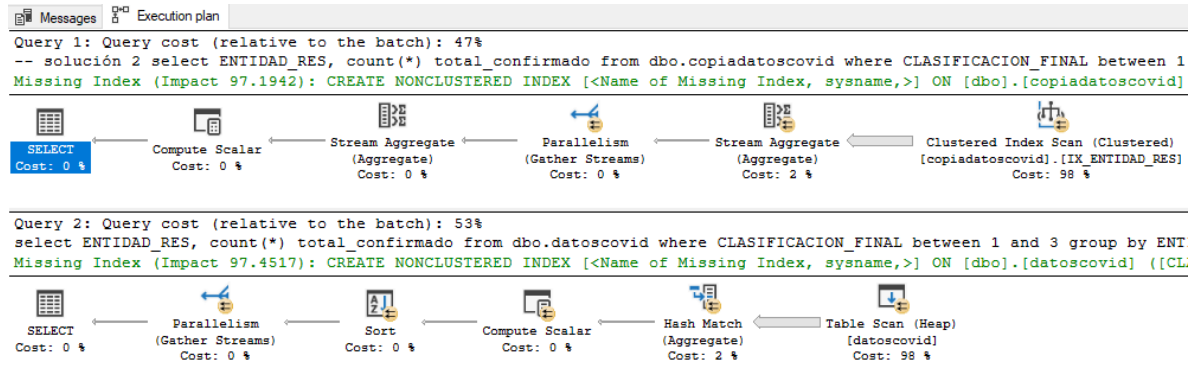 Messages Execution plan
Query 1: Query cost (relative to the batch): 47%
-- solución 2 select ENTIDAD_RES, count(*) total_confirmado from dbo.copiadatoscovid where CLASIFICACION_FINAL between 1
Missing Index (Impact 97.1942): CREATE NONCLUSTERED INDEX [<Name of Missing Index, sysname,>] ON [dbo].[copiadatoscovid]
SELECT
Cost: 0 %
Compute Scalar
Cost: 0 %
Stream Aggregate
(Aggregate)
Cost: 0 %
Parallelism
(Gather Streams)
Cost: 0 %
Stream Aggregate
(Aggregate)
Cost: 2 %
Clustered Index Scan (Clustered)
[copiadatoscovid].[IX_ENTIDAD_RES]
Cost: 98 %
Query 2: Query cost (relative to the batch): 53%
select ENTIDAD_RES, count(*) total_confirmado from dbo.datoscovid where CLASIFICACION_FINAL between 1 and 3 group by ENTI
Missing Index (Impact 97.4517): CREATE NONCLUSTERED INDEX [<Name of Missing Index, sysname,>] ON [dbo].[datoscovid] ([CLA
SELECT
Cost: 0 %
Parallelism
(Gather Streams)
Cost: 0 %
Sort
Cost: 0 %
Compute Scalar
Cost: 0 %
Hash Match
(Aggregate)
Cost: 2 %
Table Scan (Heap)
[datoscovid]
Cost: 98 %